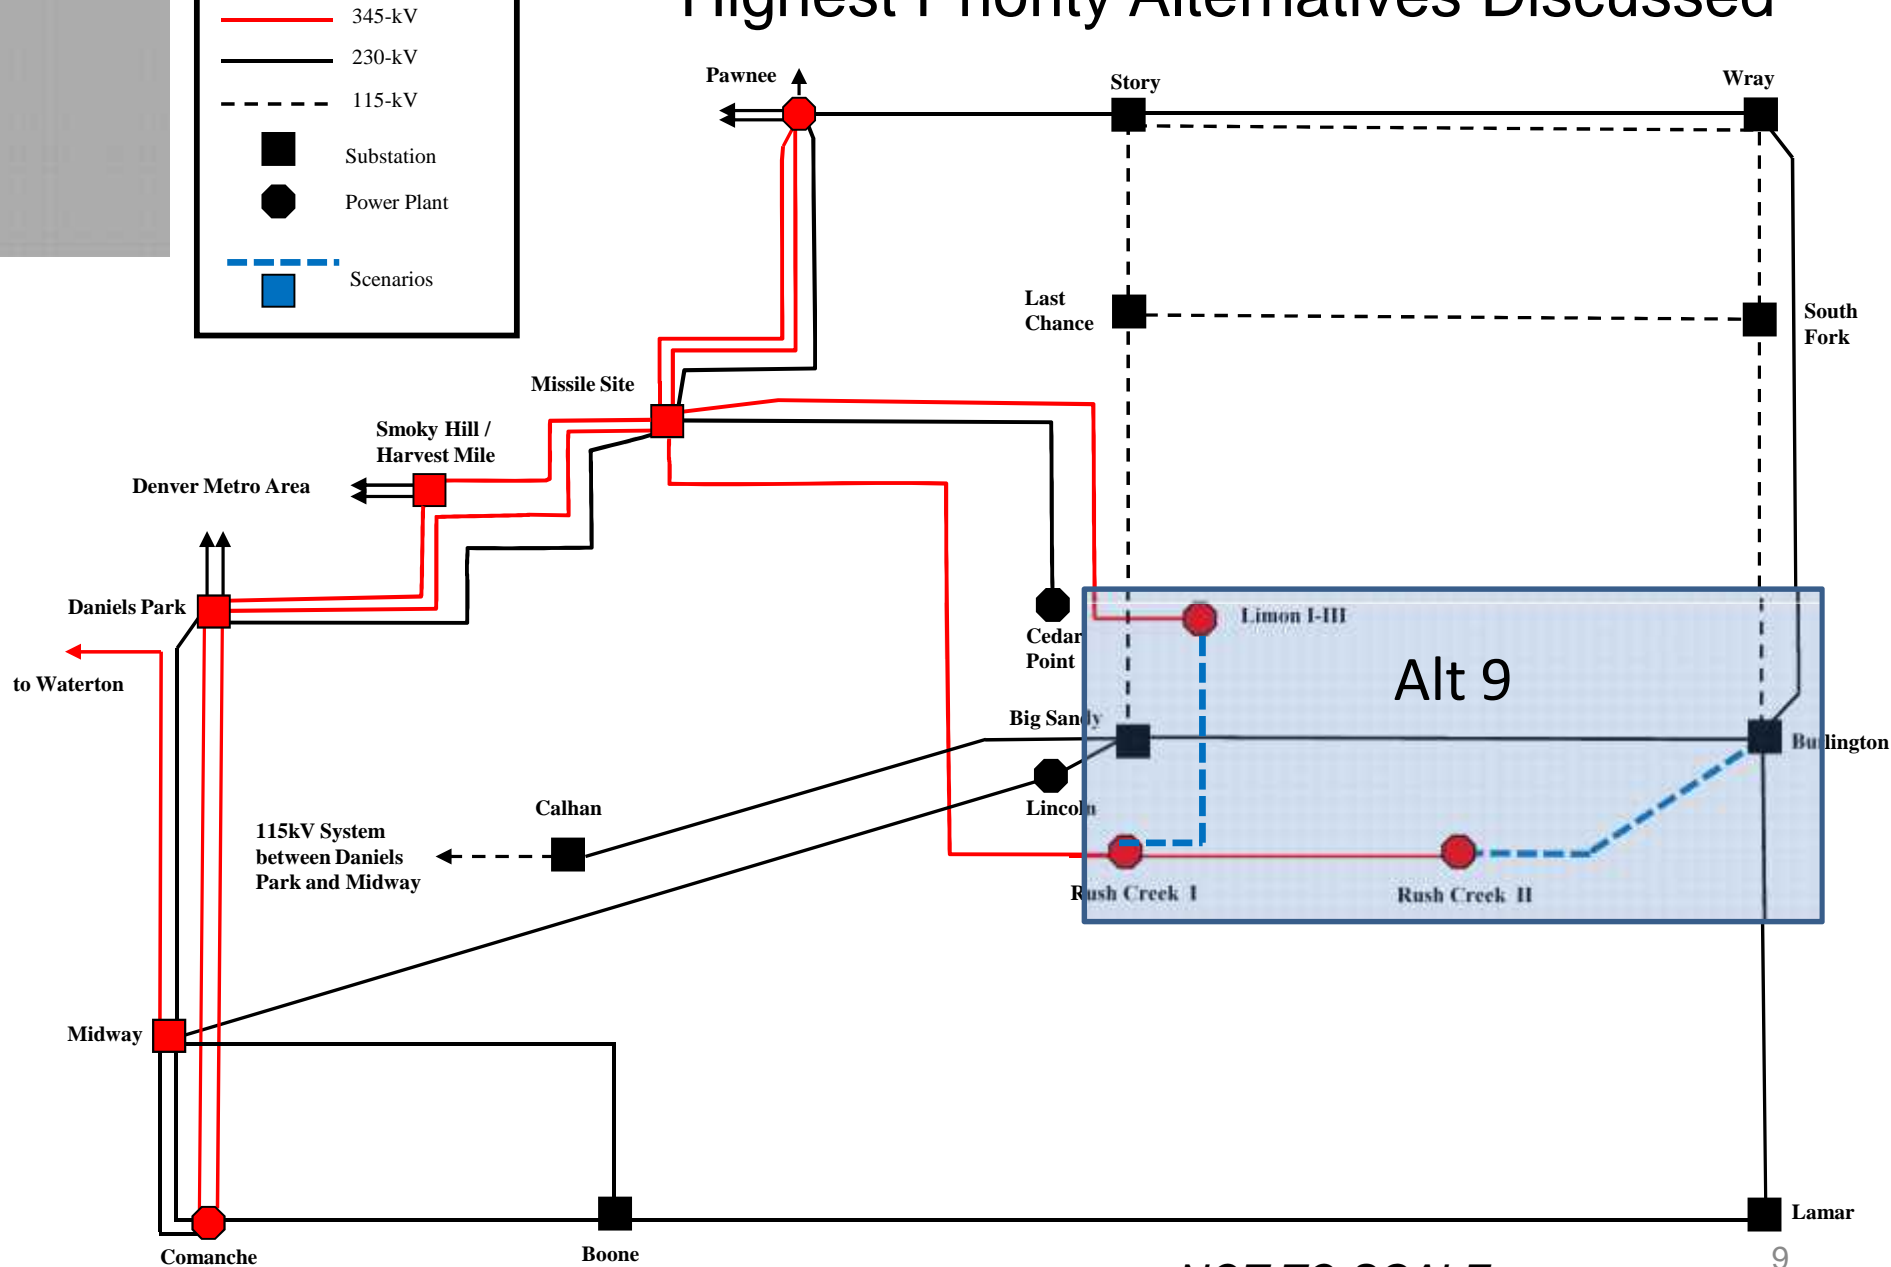 Highest Priority Alternatives Discussed
345-kV
230-kV
115-kV
Substation
Power Plant
Scenarios
Pawnee
Story
Wray
Last
Chance
South
Fork
Missile Site
Smoky Hill /
Harvest Mile
Denver Metro Area
Daniels Park
to Waterton
Cedar
Point
Limon I-III
Alt 9
Big Sandy
Burlington
Lincoln
Calhan
115kV System
between Daniels
Park and Midway
Rush Creek I
Rush Creek II
Midway
Lamar
Comanche
Boone
NOT TO SCALE
9